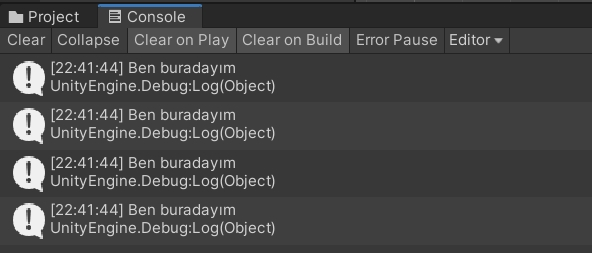 Project
Console
Clear Collapse Clear on Play Clear on Build Error Pause Editor
[22:41:44] Ben buradayım
UnityEngine.Debug:Log(Object)
[22:41:44] Ben buradayım
UnityEngine.Debug:Log(Object)
[22:41:44] Ben buradayım
UnityEngine.Debug:Log(Object)
[22:41:44] Ben buradayım
UnityEngine.Debug:Log(Object)